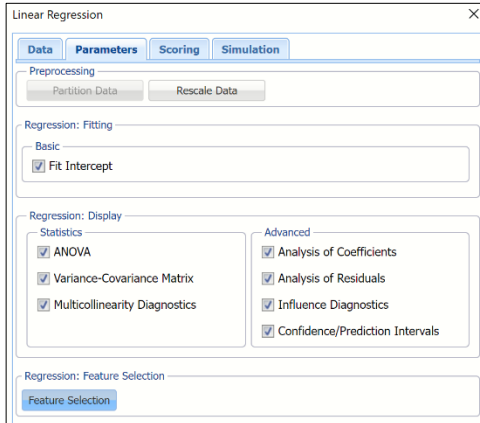 Linear Regression
Data Parameters Scoring Simulation
Preprocessing
Partition Data Rescale Data
Regression: Fitting
Basic
Fit Intercept
Regression: Display
Statistics
ANOVA
Variance-Covariance Matrix
Multicollinearity Diagnostics
Advanced
Analysis of Coefficients
Analysis of Residuals
Influence Diagnostics
Confidence/Prediction Intervals
Regression: Feature Selection
Feature Selection